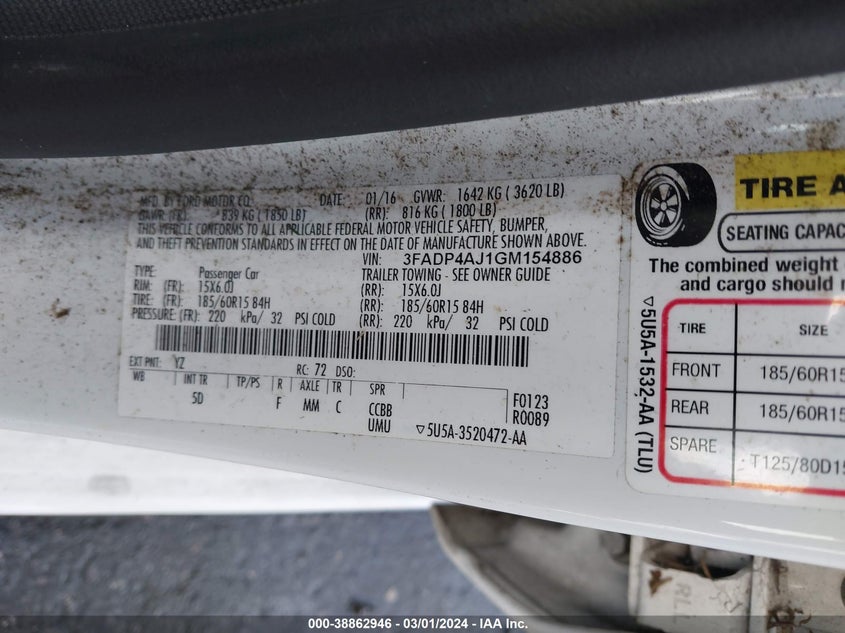 MFD. BY FORD MOTOR CO. DATE: 01/16 GVWR: 1642 KG ( 3620 LB)
GAWR (FR): 839 KG ( 1850 LB) (RR): 816 KG ( 1800 LB)
THIS VEHICLE CONFORMS TO ALL APPLICABLE FEDERAL MOTOR VEHICLE SAFETY, BUMPER,
AND THEFT PREVENTION STANDARDS IN EFFECT ON THE DATE OF MANUFACTURE SHOWN ABOVE.
VIN: 3FADP4AJ1GM154886
TYPE: Passenger Car TRAILER TOWING - SEE OWNER GUIDE
RIM: (FR): 15X6.0J (RR): 15X6.0J
TIRE: (FR): 185/60R15 84H (RR): 185/60R15 84H
PRESSURE: (FR): 220 kPa/ 32 PSI COLD (RR): 220 kPa/ 32 PSI COLD
EXT PNT: YZ RC: 72 DSO:
WB INT TR TP/PS R AXLE TR SPR
5D F MM C CCBB F0123
UMU R0089
▽5U5A-3520472-AA
TIRE A
SEATING CAPAC
The combined weight
and cargo should
▽5U5A-1532-AA (TLU)
TIRE SIZE
FRONT 185/60R15
REAR 185/60R15
SPARE T125/80D15
RLL
000-38862946 - 03/01/2024 - IAA Inc.